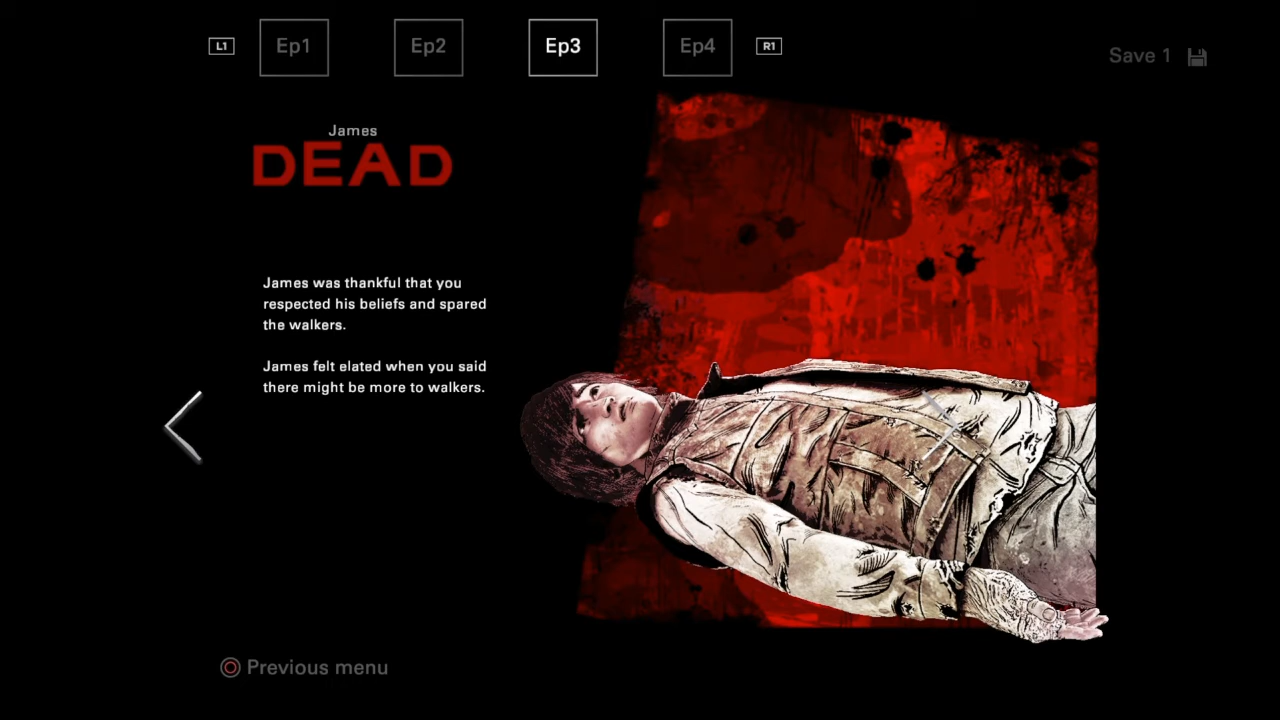 L1
Ep1
Ep2
Ep3
Ep4
R1
Save 1
James
DEAD
James was thankful that you
respected his beliefs and spared
the walkers.
James felt elated when you said
there might be more to walkers.
Previous menu